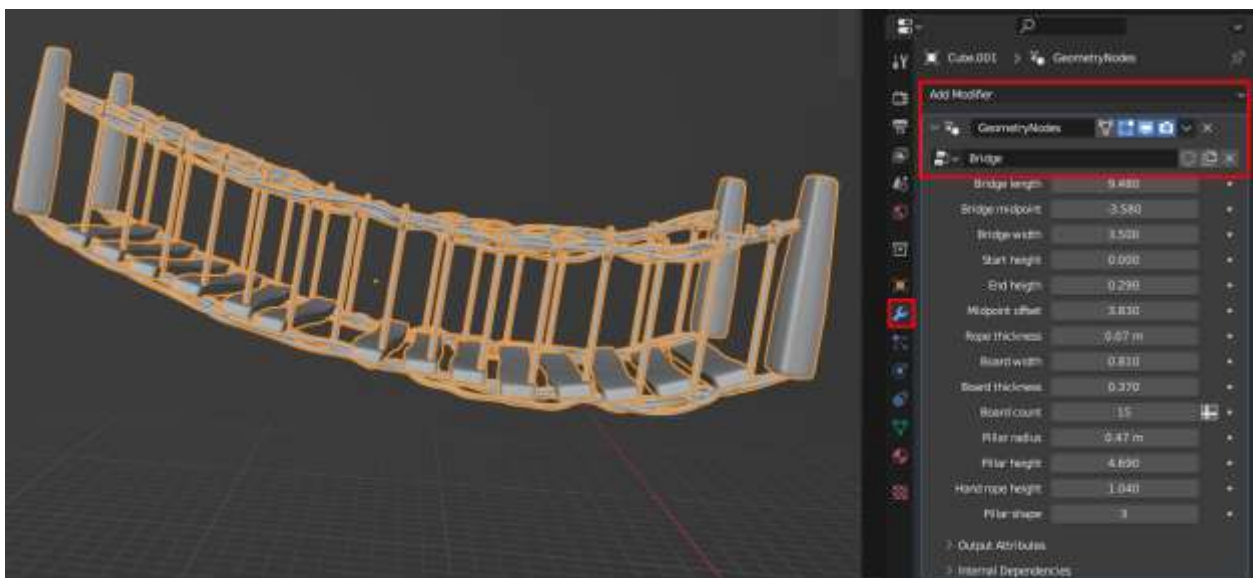 Cube.001 > GeometryNodes
Add Modifier
GeometryNodes
Bridge
Bridge length 9.480
Bridge midpoint -3.580
Bridge width 3.500
Start height 0.000
End heigth 0.290
Midpoint offset 3.830
Rope thickness 0.07 m
Board width 0.810
Board thickness 0.370
Board count 15
Pillar radius 0.47 m
Pillar height 4.690
Hand rope height 1.040
Pillar shape 3
Output Attributes
Internal Dependencies